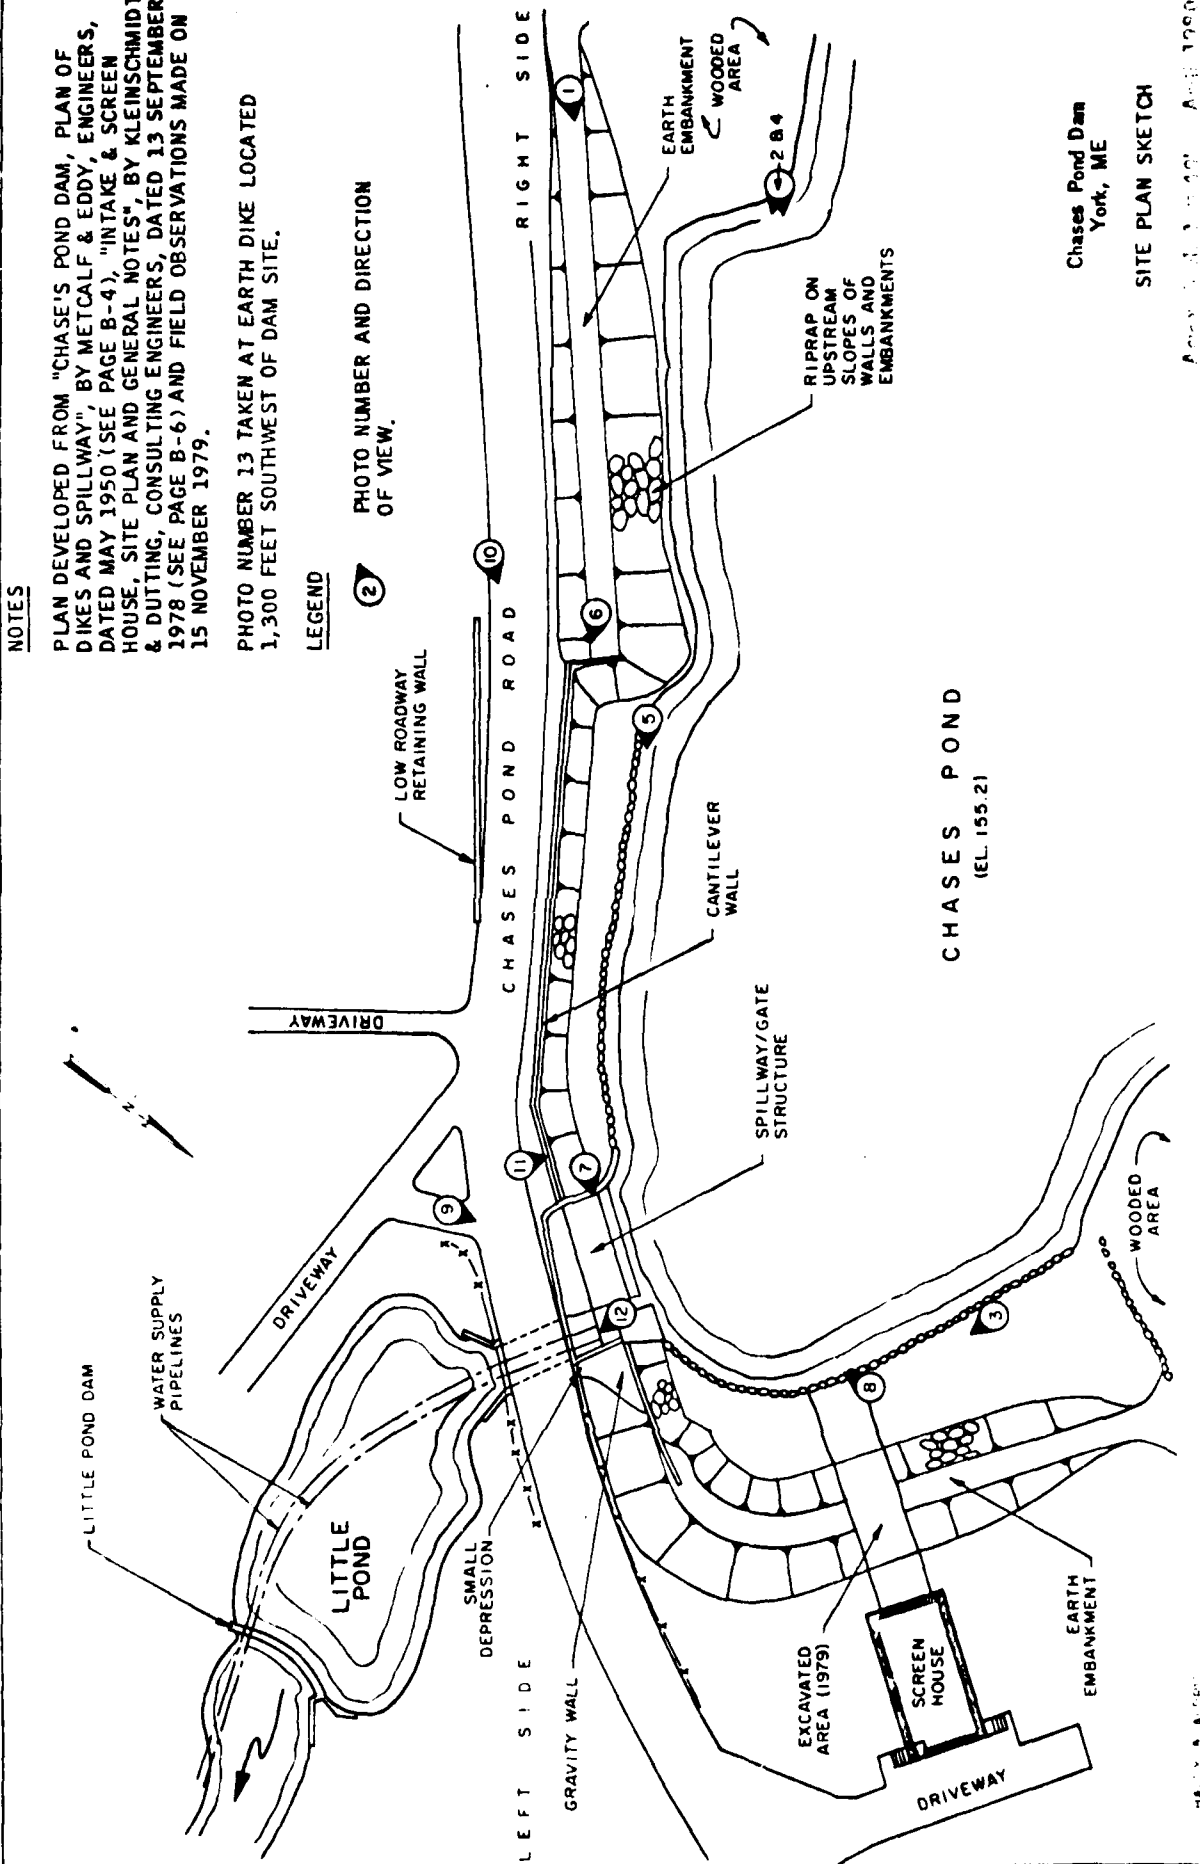 NOTES
PLAN DEVELOPED FROM "CHASE'S POND DAM, PLAN OF
DIKES AND SPILLWAY", BY METCALF & EDDY, ENGINEERS,
DATED MAY 1950 (SEE PAGE B-4), "INTAKE & SCREEN
HOUSE, SITE PLAN AND GENERAL NOTES", BY KLEINSCHMIDT
& DUTTING, CONSULTING ENGINEERS, DATED 13 SEPTEMBER
1978 (SEE PAGE B-6) AND FIELD OBSERVATIONS MADE ON
15 NOVEMBER 1979.
PHOTO NUMBER 13 TAKEN AT EARTH DIKE LOCATED
1,300 FEET SOUTHWEST OF DAM SITE.
LEGEND
2
PHOTO NUMBER AND DIRECTION
OF VIEW.
N
LITTLE POND DAM
WATER SUPPLY
PIPELINES
DRIVEWAY
DRIVEWAY
LOW ROADWAY
RETAINING WALL
LITTLE
POND
9
10
LEFT SIDE
CHASES POND ROAD
RIGHT SIDE
SMALL
DEPRESSION
GRAVITY WALL
11
7
12
6
5
1
EARTH
EMBANKMENT
WOODED
AREA
2 & 4
SPILLWAY/GATE
STRUCTURE
CANTILEVER
WALL
RIPRAP ON
UPSTREAM
SLOPES OF
WALLS AND
EMBANKMENTS
EXCAVATED
AREA (1979)
SCREEN
HOUSE
DRIVEWAY
8
3
EARTH
EMBANKMENT
WOODED
AREA
CHASES POND
(EL. 155.2)
Chases Pond Dam
York, ME
SITE PLAN SKETCH